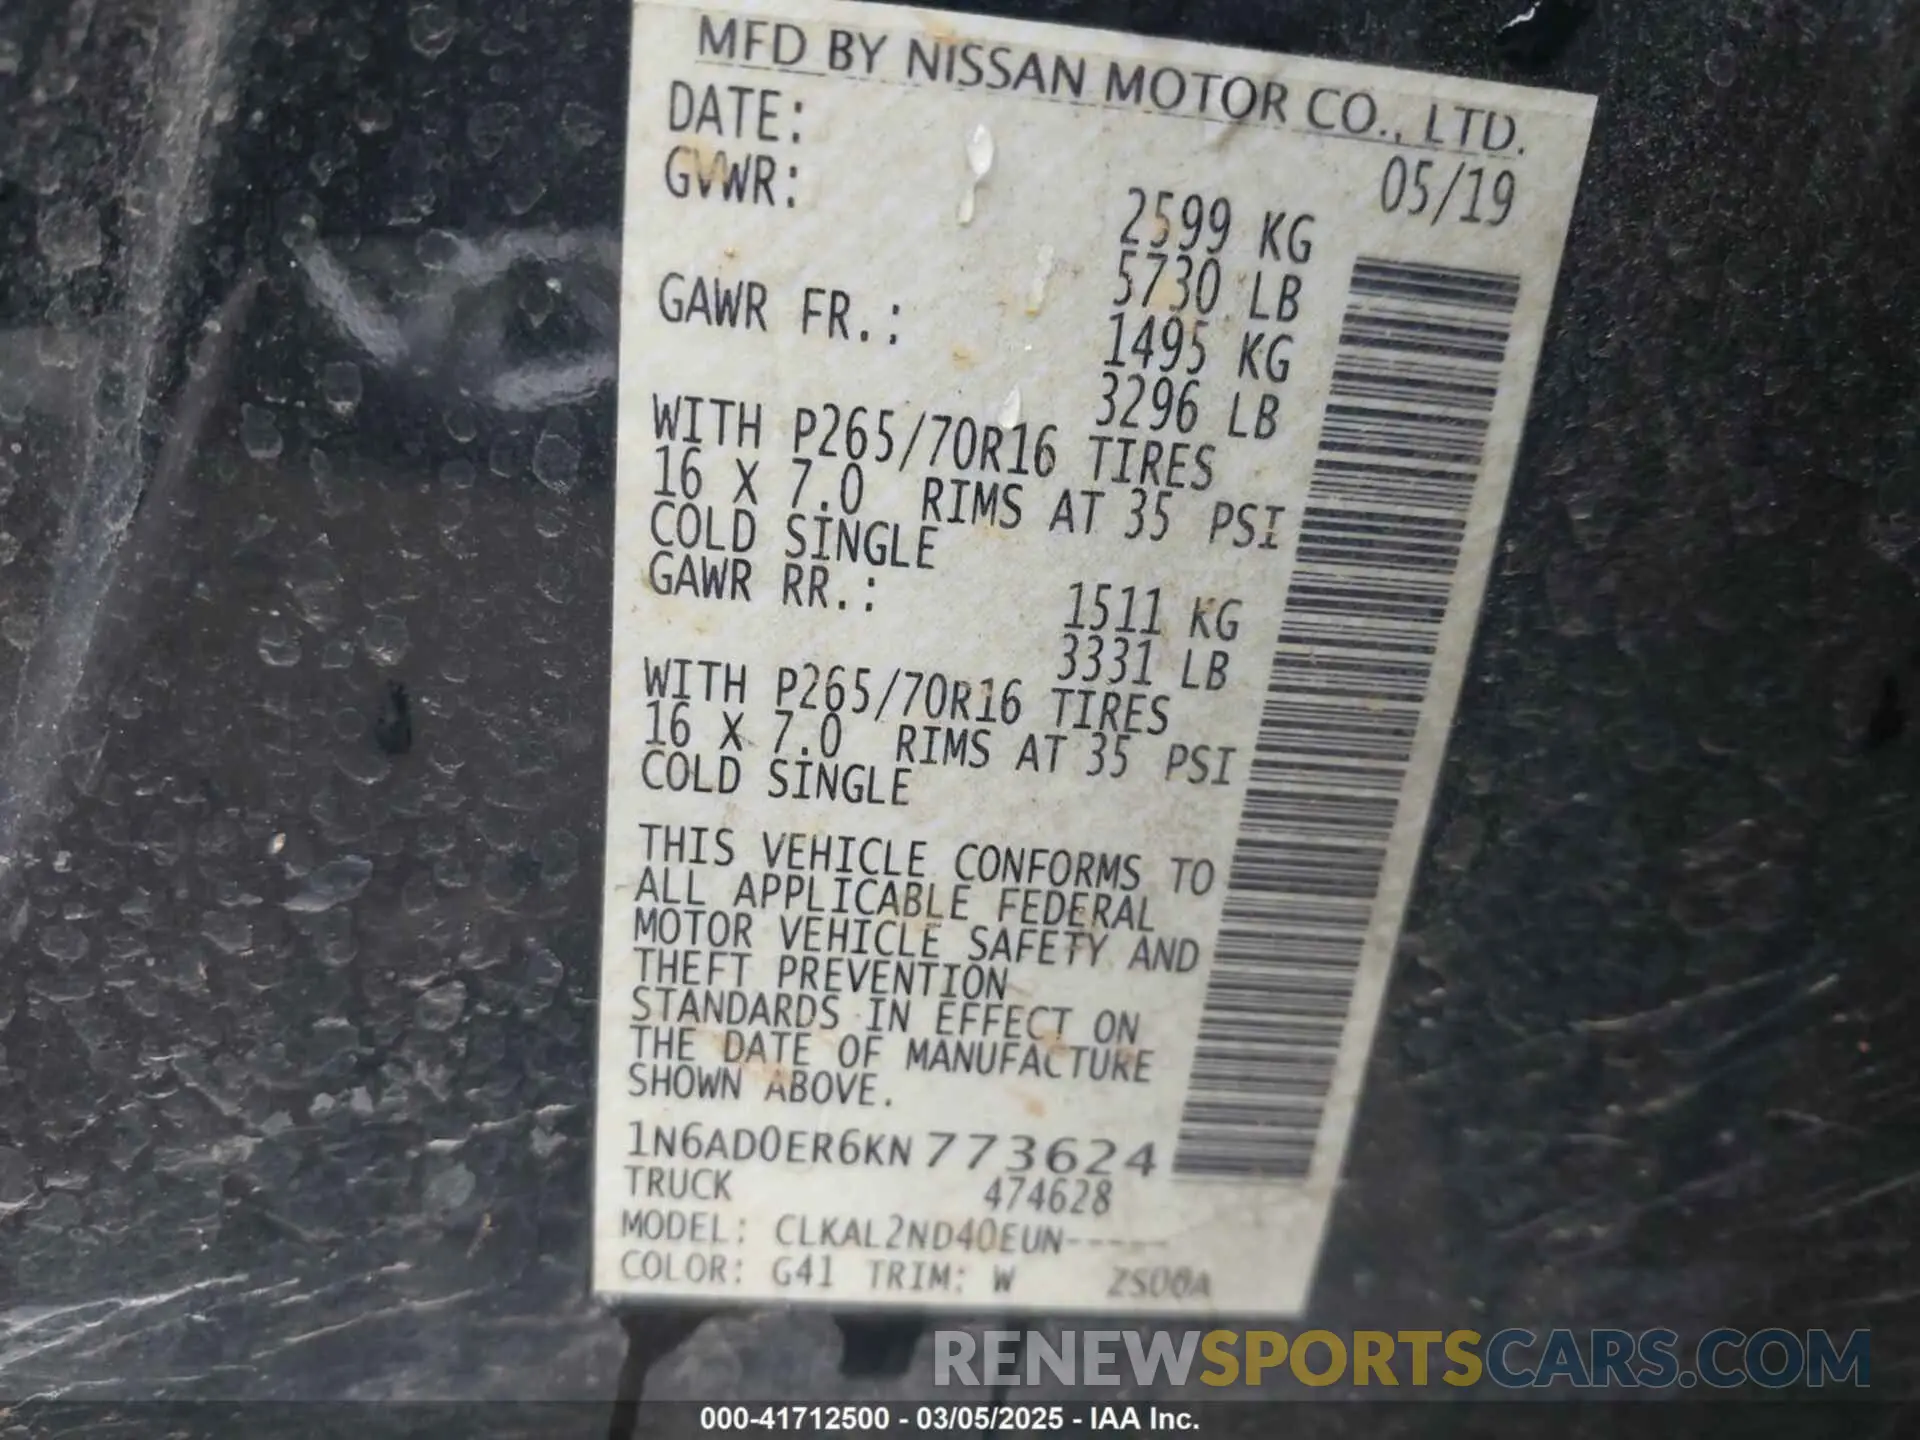 MFD BY NISSAN MOTOR CO., LTD.
DATE: 05/19
GVWR: 2599 KG
5730 LB
GAWR FR.: 1495 KG
3296 LB
WITH P265/70R16 TIRES
16 X 7.0 RIMS AT 35 PSI
COLD SINGLE
GAWR RR.: 1511 KG
3331 LB
WITH P265/70R16 TIRES
16 X 7.0 RIMS AT 35 PSI
COLD SINGLE
THIS VEHICLE CONFORMS TO
ALL APPLICABLE FEDERAL
MOTOR VEHICLE SAFETY AND
THEFT PREVENTION
STANDARDS IN EFFECT ON
THE DATE OF MANUFACTURE
SHOWN ABOVE.
1N6AD0ER6KN773624
TRUCK 474628
MODEL: CLKAL2ND40EUN-----
COLOR: G41 TRIM: W ZS00A
RENEWSPORTSCARS.COM
000-41712500 - 03/05/2025 - IAA Inc.